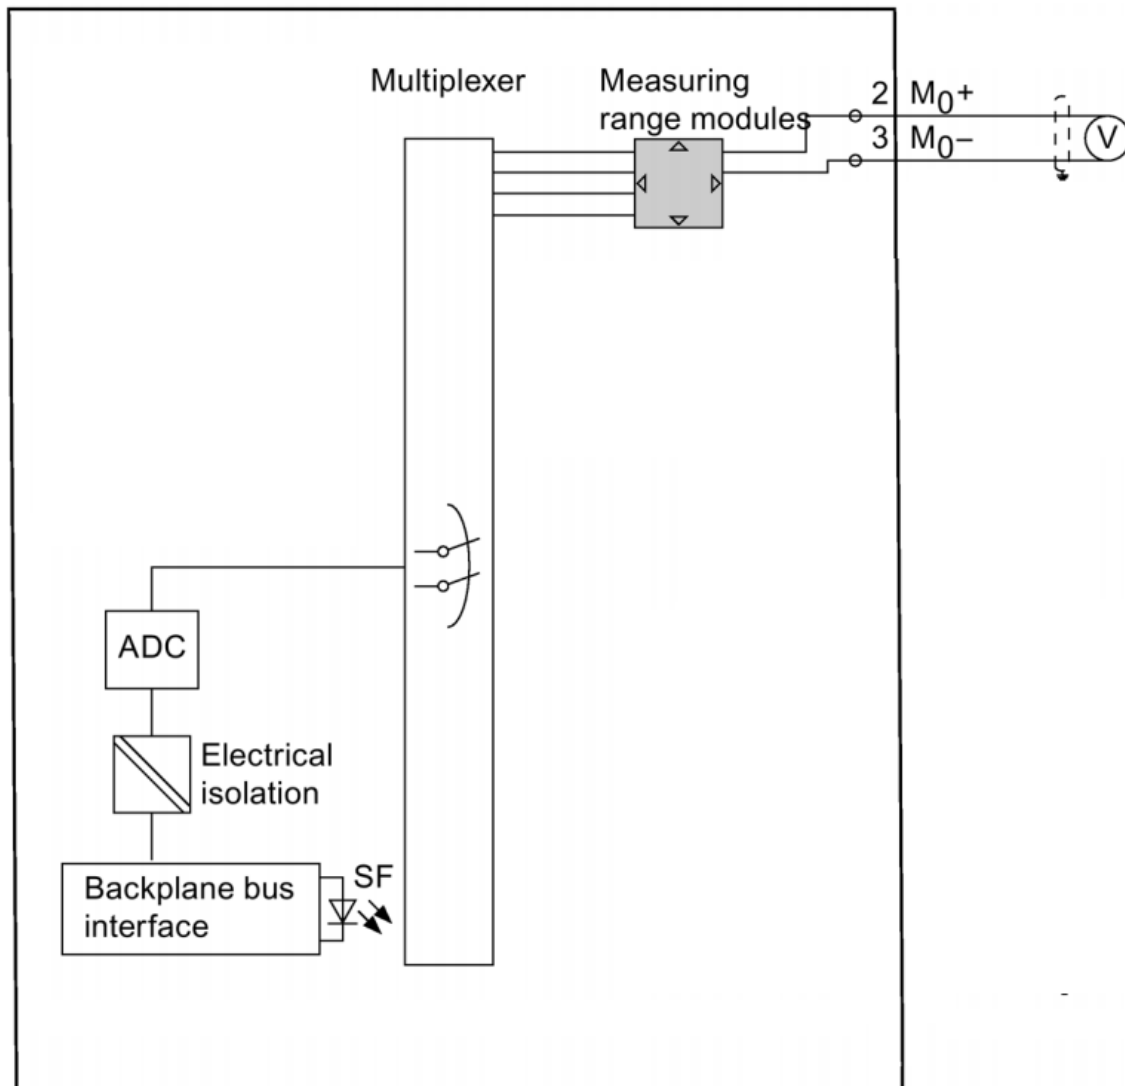 Multiplexer
Measuring
range modules
2 M0+
3 M0–
V
ADC
Electrical
isolation
SF
Backplane bus
interface